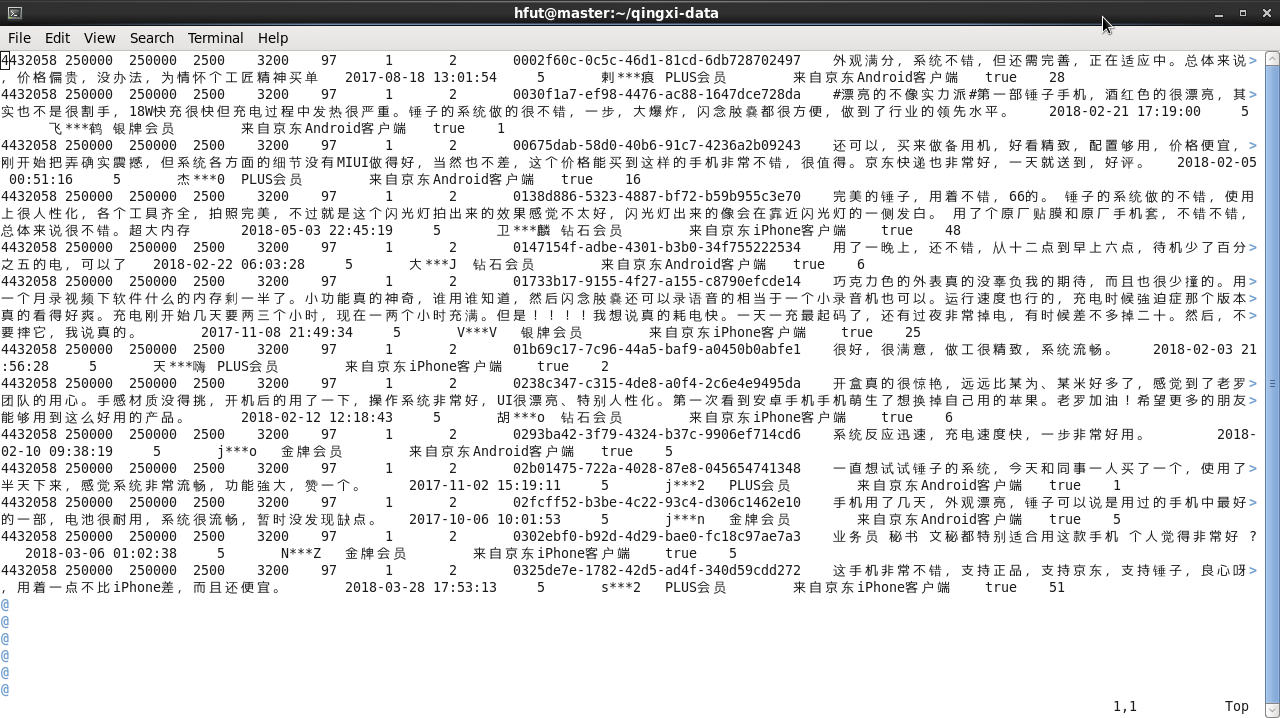 hfut@master:~/qingxi-data
File Edit View Search Terminal Help
4432058 250000  250000  2500    3200    97      1       2       0002f60c-0c5c-46d1-81cd-6db728702497    外观满分，系统不错，但还需完善，正在适应中。总体来说>
，价格偏贵，没办法，为情怀个工匠精神买单   2017-08-18 13:01:54     5       剌***痕 PLUS会员        来自京东Android客户端   true    28
4432058 250000  250000  2500    3200    97      1       2       0030f1a7-ef98-4476-ac88-1647dce728da    #漂亮的不像实力派#第一部锤子手机，酒红色的很漂亮，其>
实也不是很割手，18W快充很快但充电过程中发热很严重。锤子的系统做的很不错，一步，大爆炸，闪念胶囊都很方便，做到了行业的领先水平。    2018-02-21 17:19:00     5
飞***鹤 银牌会员        来自京东Android客户端   true    1
4432058 250000  250000  2500    3200    97      1       2       00675dab-58d0-40b6-91c7-4236a2b09243    还可以，买来做备用机，好看精致，配置够用，价格便宜，>
刚开始把弄确实震撼，但系统各方面的细节没有MIUI做得好，当然也不差，这个价格能买到这样的手机非常不错，很值得。京东快递也非常好，一天就送到，好评。   2018-02-05
00:51:16     5       杰***0  PLUS会员        来自京东Android客户端   true    16
4432058 250000  250000  2500    3200    97      1       2       0138d886-5323-4887-bf72-b59b955c3e70    完美的锤子，用着不错，66的。 锤子的系统做的不错，使用
上很人性化，各个工具齐全，拍照完美，不过就是这个闪光灯拍出来的效果感觉不太好，闪光灯出来的像会在靠近闪光灯的一侧发白。 用了个原厂贴膜和原厂手机套，不错不错，
总体来说很不错。超大内存      2018-05-03 22:45:19     5       卫***麟 钻石会员        来自京东iPhone客户端    true    48
4432058 250000  250000  2500    3200    97      1       2       0147154f-adbe-4301-b3b0-34f755222534    用了一晚上，还不错，从十二点到早上六点，待机少了百分>
之五的电，可以了   2018-02-22 06:03:28     5       大***J  钻石会员        来自京东Android客户端   true    6
4432058 250000  250000  2500    3200    97      1       2       01733b17-9155-4f27-a155-c8790efcde14    巧克力色的外表真的没辜负我的期待，而且也很少撞的。用>
一个月录视频下软件什么的内存剩一半了。小功能真的神奇，谁用谁知道，然后闪念胶囊还可以录语音的相当于一个小录音机也可以。运行速度也行的，充电时候強迫症那个版本>
真的看得好爽。充电刚开始几天要两三个小时，现在一两个小时充满。但是！！！！我想说真的耗电快。一天一充最起码了，还有过夜非常掉电，有时候差不多掉二十。然后，不>
要摔它，我说真的。       2017-11-08 21:49:34     5       V***V   银牌会员        来自京东iPhone客户端    true    25
4432058 250000  250000  2500    3200    97      1       2       01b69c17-7c96-44a5-baf9-a0450b0abfe1    很好，很满意，做工很精致，系统流畅。    2018-02-03 21
:56:28     5       天***嗨 PLUS会员        来自京东iPhone客户端    true    2
4432058 250000  250000  2500    3200    97      1       2       0238c347-c315-4de8-a0f4-2c6e4e9495da    开盒真的很惊艳，远远比某为、某米好多了，感觉到了老罗>
团队的用心。手感材质没得挑，开机后的用了一下，操作系统非常好，UI很漂亮、特别人性化。第一次看到安卓手机手机萌生了想换掉自己用的苹果。老罗加油！希望更多的朋友>
能够用到这么好用的产品。      2018-02-12 12:18:43     5       胡***o  钻石会员        来自京东iPhone客户端    true    6
4432058 250000  250000  2500    3200    97      1       2       0293ba42-3f79-4324-b37c-9906ef714cd6    系统反应迅速，充电速度快，一步非常好用。        2018-
02-10 09:38:19     5       j***o   金牌会员        来自京东Android客户端   true    5
4432058 250000  250000  2500    3200    97      1       2       02b01475-722a-4028-87e8-045654741348    一直想试试锤子的系统，今天和同事一人买了一个，使用了>
半天下来，感觉系统非常流畅，功能強大，赞一个。     2017-11-02 15:19:11     5       j***2   PLUS会员        来自京东Android客户端   true    1
4432058 250000  250000  2500    3200    97      1       2       02fcff52-b3be-4c22-93c4-d306c1462e10    手机用了几天，外观漂亮，锤子可以说是用过的手机中最好>
的一部，电池很耐用，系统很流畅，暂时没发现缺点。   2017-10-06 10:01:53     5       j***n   金牌会员        来自京东Android客户端   true    5
4432058 250000  250000  2500    3200    97      1       2       0302ebf0-b92d-4d29-bae0-fc18c97ae7a3    业务员 秘书 文秘都特别适合用这款手机 个人觉得非常好 ?
2018-03-06 01:02:38     5       N***Z   金牌会员        来自京东iPhone客户端    true    5
4432058 250000  250000  2500    3200    97      1       2       0325de7e-1782-42d5-ad4f-340d59cdd272    这手机非常不错，支持正品，支持京东，支持锤子，良心呀>
，用着一点不比iPhone差，而且还便宜。       2018-03-28 17:53:13     5       s***2   PLUS会员        来自京东iPhone客户端    true    51
@
@
@
@
@
@
1,1           Top